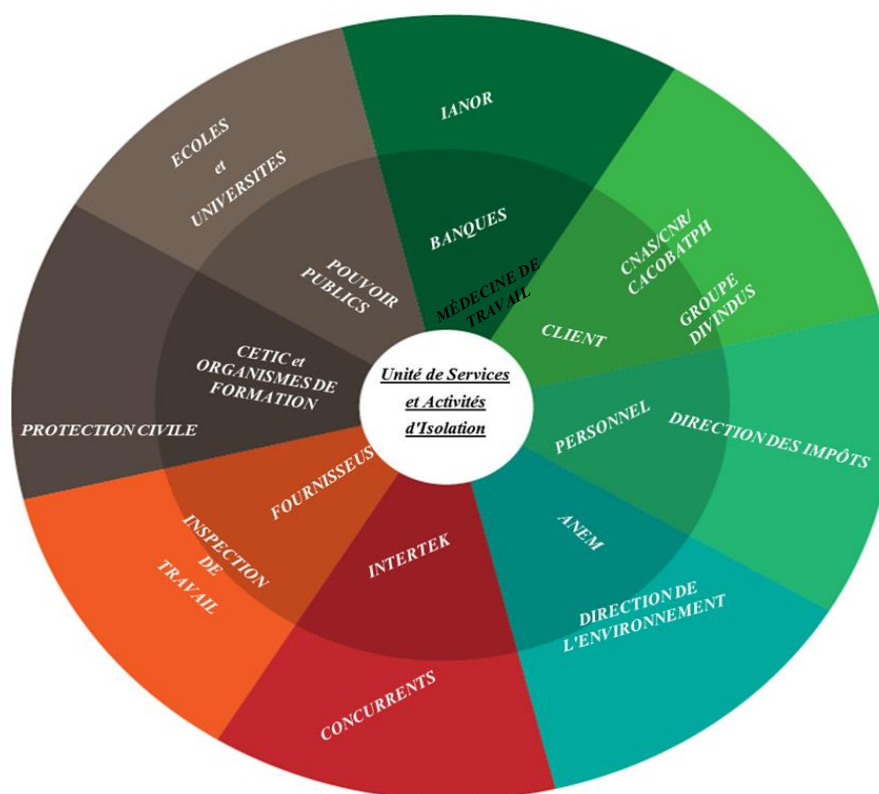 IANOR
BANQUES
MÉDECINE DE
TRAVAIL
CNAS/CNR/
CACOBATPH
GROUPE
DIVINDUS
CLIENT
DIRECTION DES IMPÔTS
PERSONNEL
DIRECTION DE
L'ENVIRONNEMENT
ANEM
INTERTEK
CONCURRENTS
FOURNISSEUS
INSPECTION
DE
TRAVAIL
CETIC et
ORGANISMES DE
FORMATION
PROTECTION CIVILE
ECOLES
et
UNIVERSITES
POUVOIR
PUBLICS
Unité de Services
et Activités
d'Isolation